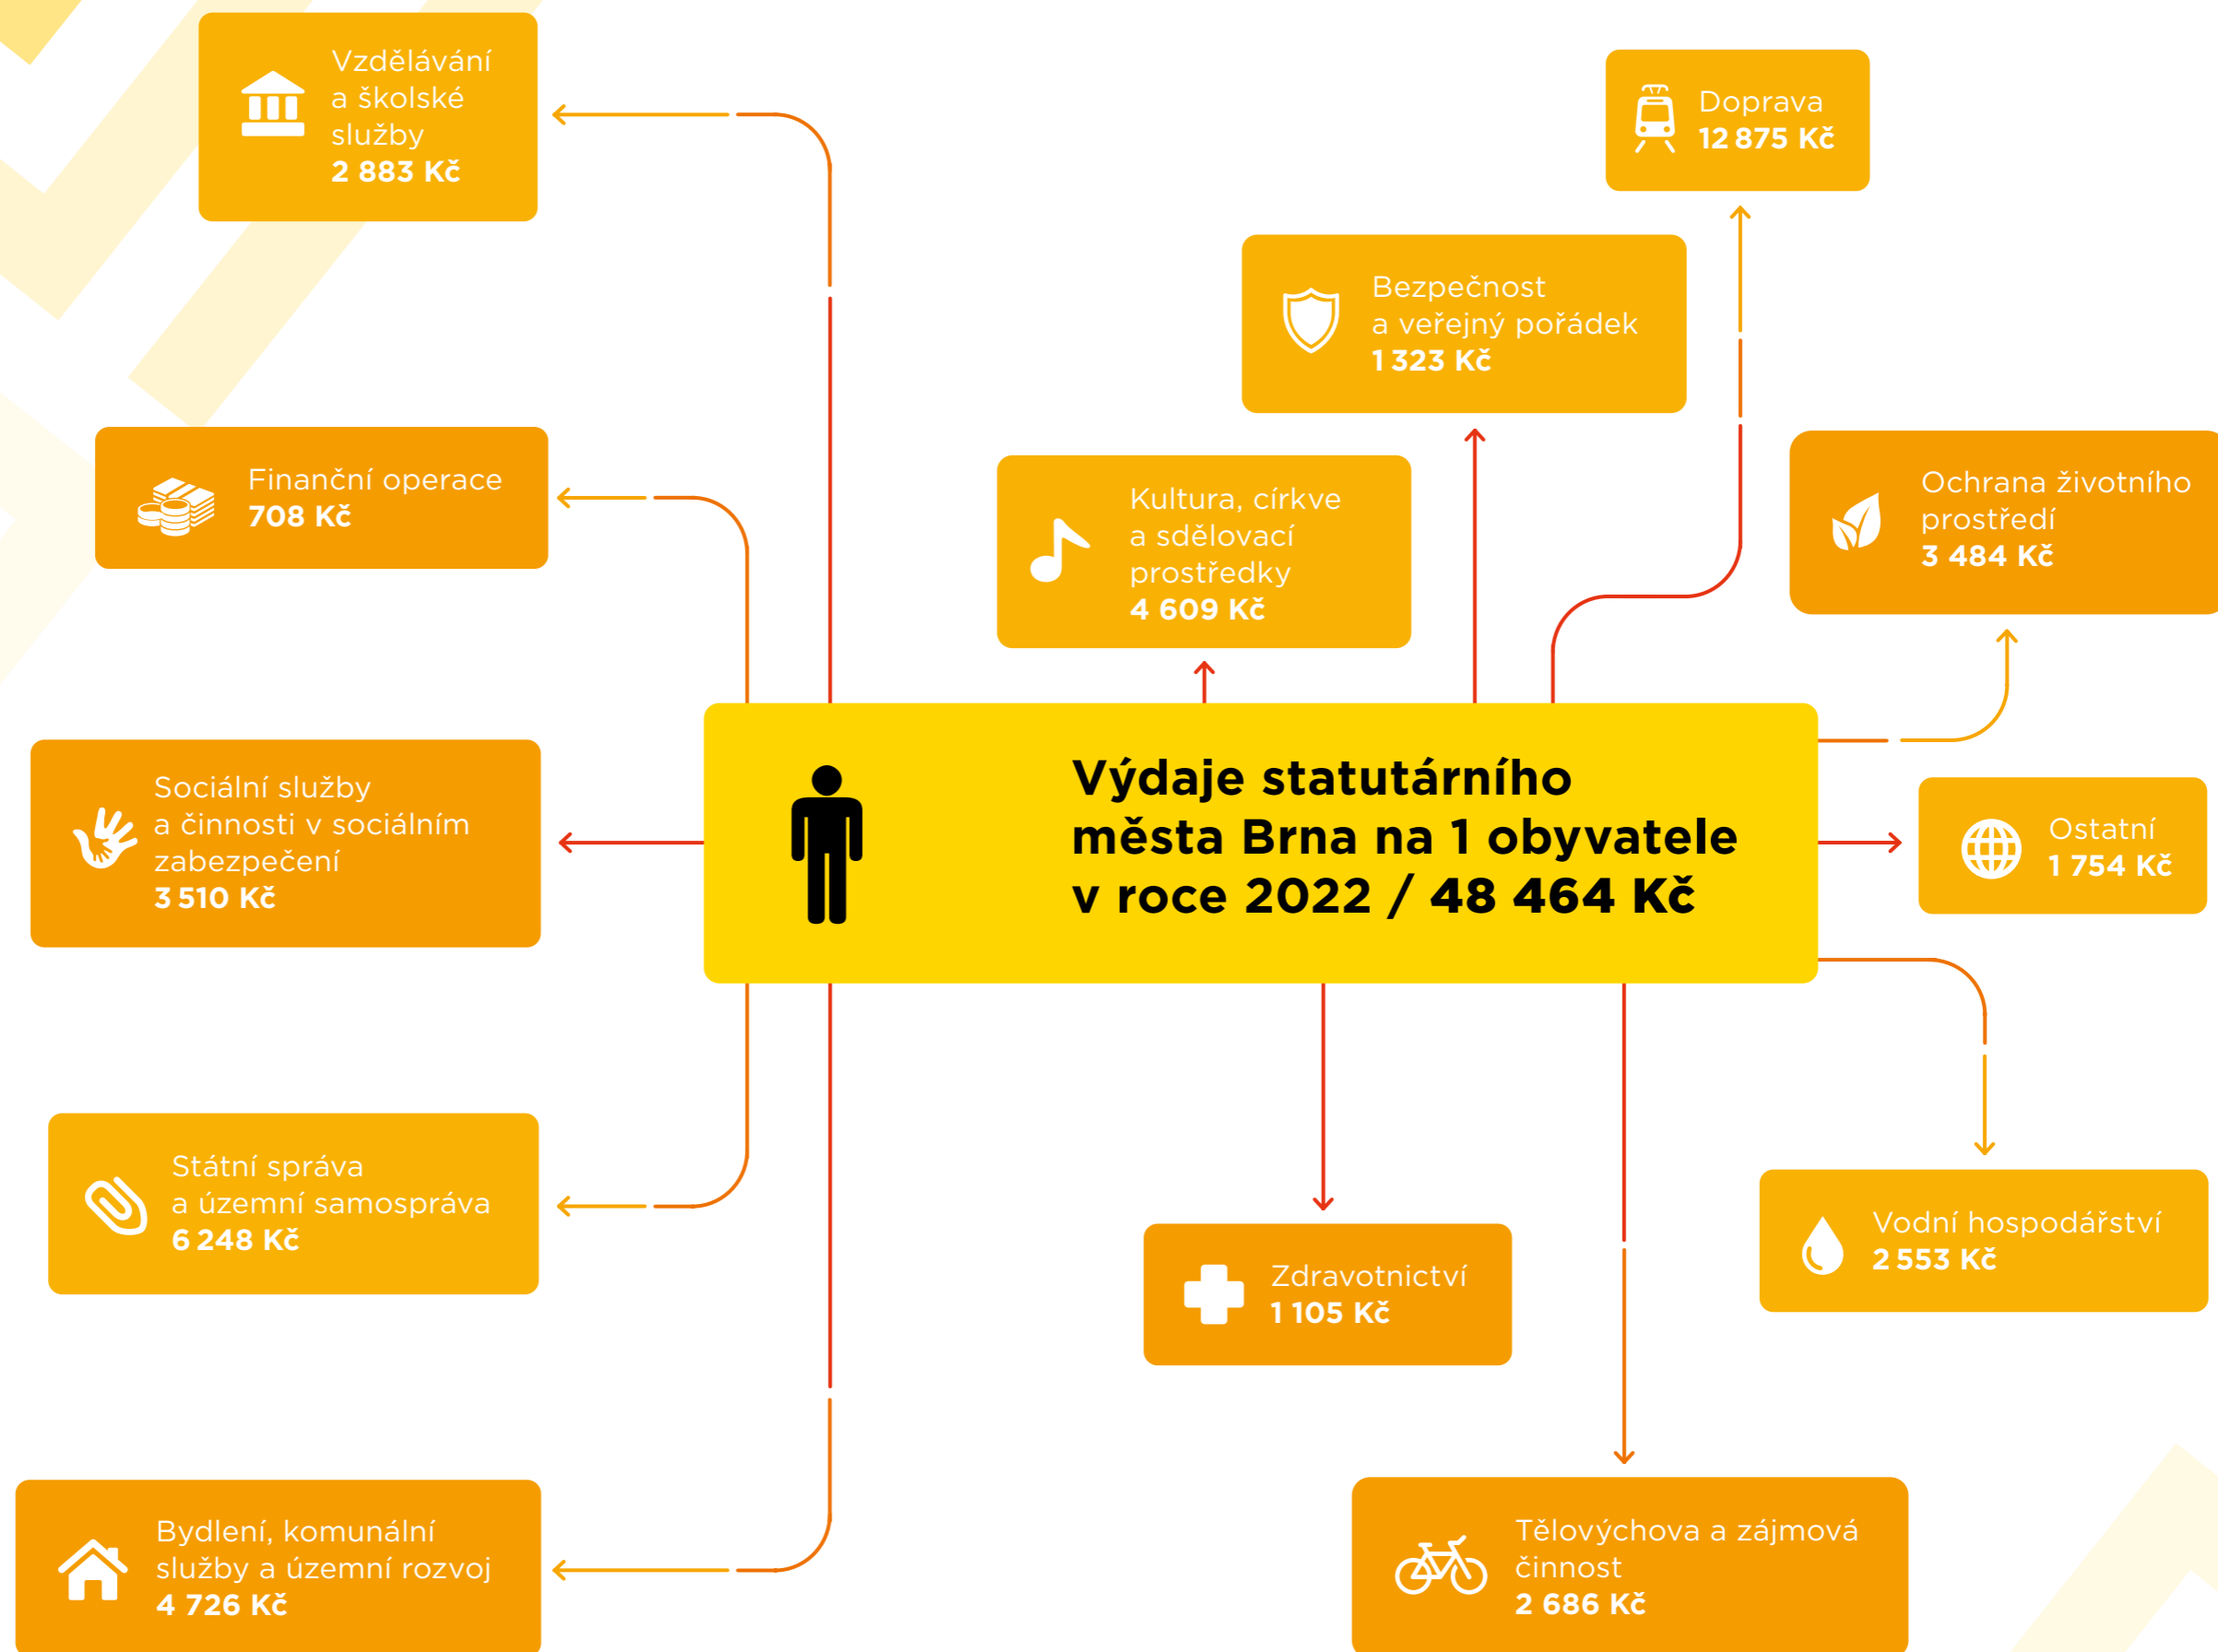 Vzdělávání
a školské
služby
2 883 Kč
Doprava
12 875 Kč
Bezpečnost
a veřejný pořádek
1 323 Kč
Finanční operace
708 Kč
Kultura, církve
a sdělovací
prostředky
4 609 Kč
Ochrana životního
prostředí
3 484 Kč
Sociální služby
a činnosti v sociálním
zabezpečení
3 510 Kč
Výdaje statutárního
města Brna na 1 obyvatele
v roce 2022 / 48 464 Kč
Ostatní
1 754 Kč
Státní správa
a územní samospráva
6 248 Kč
Zdravotnictví
1 105 Kč
Vodní hospodářství
2 553 Kč
Bydlení, komunální
služby a územní rozvoj
4 726 Kč
Tělovýchova a zájmová
činnost
2 686 Kč